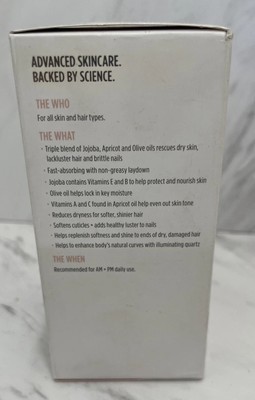 ADVANCED SKINCARE.
BACKED BY SCIENCE.
THE WHO
For all skin and hair types.
THE WHAT
· Triple blend of Jojoba, Apricot and Olive oils rescues dry skin,
lackluster hair and brittle nails
· Fast-absorbing with non-greasy laydown
· Jojoba contains Vitamins E and B to help protect and nourish skin
· Olive oil helps lock in key moisture
· Vitamins A and C found in Apricot oil help even out skin tone
· Reduces dryness for softer, shinier hair
· Softens cuticles + adds healthy luster to nails
· Helps replenish softness and shine to ends of dry, damaged hair
· Helps to enhance body's natural curves with illuminating quartz
THE WHEN
Recommended for AM + PM daily use.